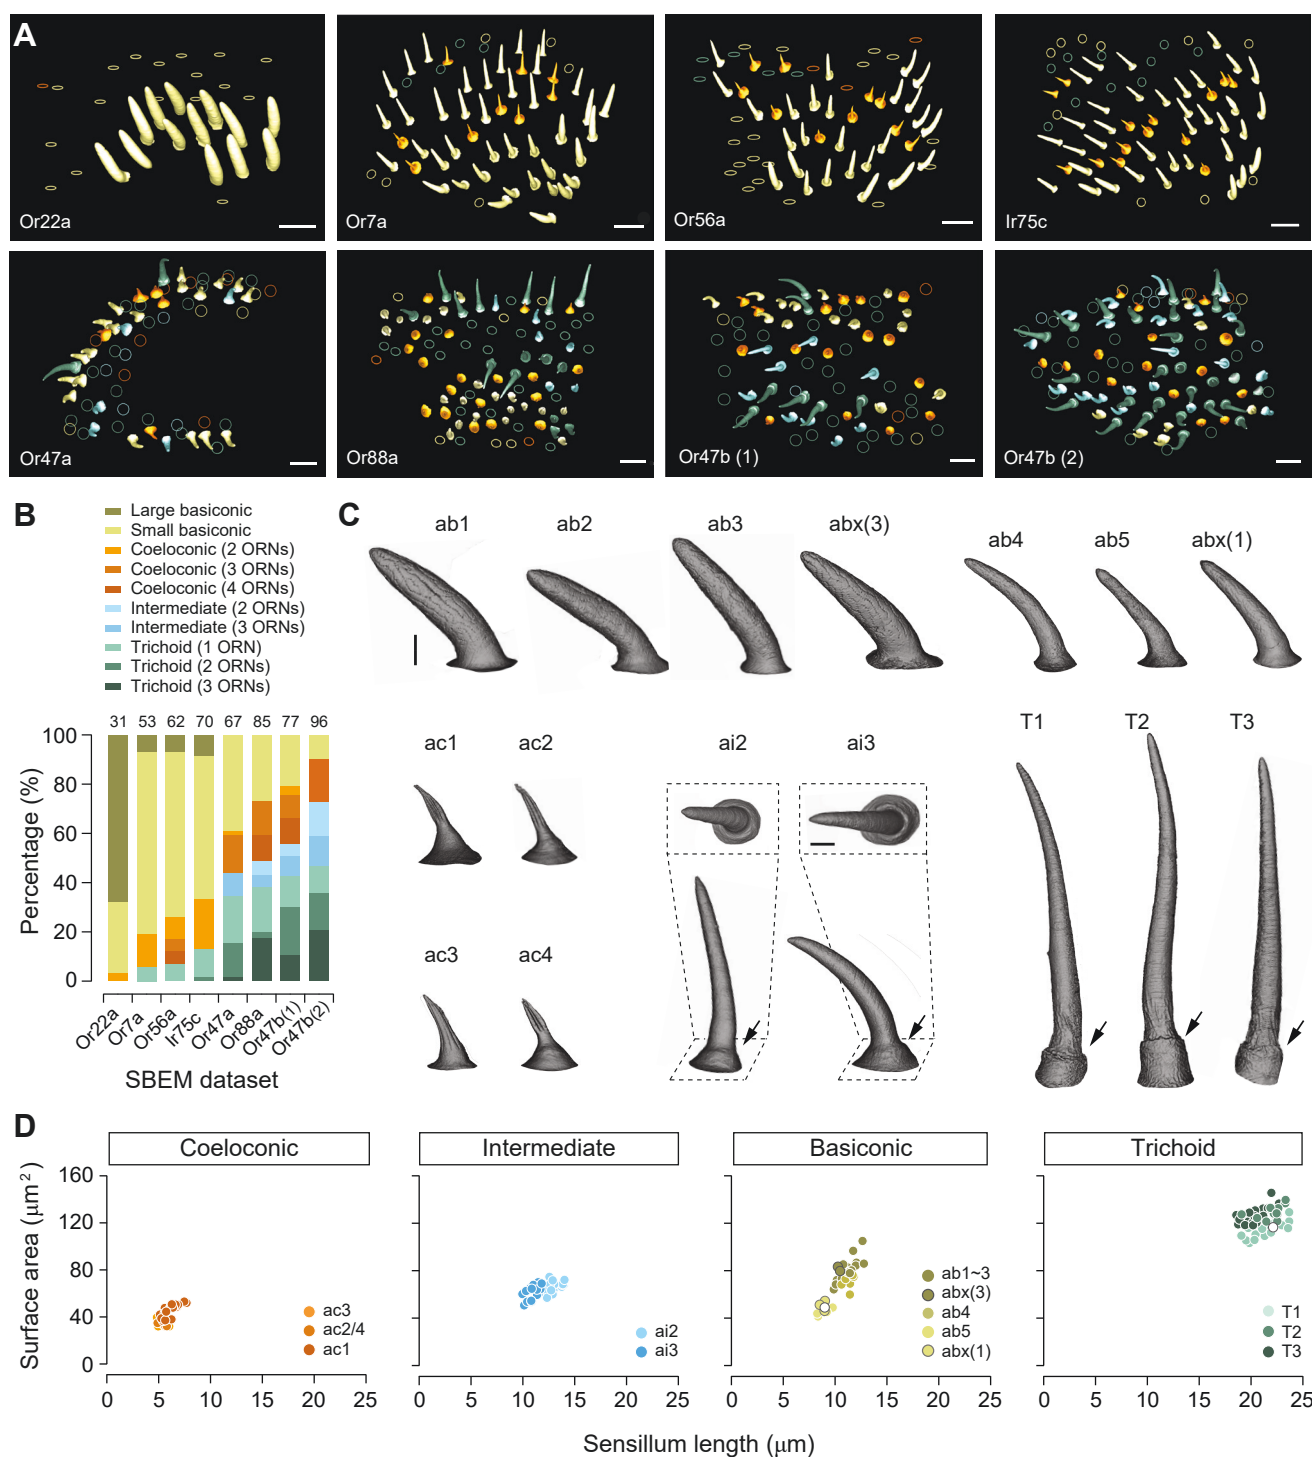 A
Or22a
Or7a
Or56a
Ir75c
Or47a
Or88a
Or47b (1)
Or47b (2)
B
Large basiconic
Small basiconic
Coeloconic (2 ORNs)
Coeloconic (3 ORNs)
Coeloconic (4 ORNs)
Intermediate (2 ORNs)
Intermediate (3 ORNs)
Trichoid (1 ORN)
Trichoid (2 ORNs)
Trichoid (3 ORNs)
31 53 62 70 67 85 77 96
Percentage (%)
100
80
60
40
20
0
Or22a
Or7a
Or56a
Ir75c
Or47a
Or88a
Or47b(1)
Or47b(2)
SBEM dataset
C
ab1 ab2 ab3 abx(3) ab4 ab5 abx(1)
ac1 ac2 ai2 ai3 T1 T2 T3
ac3 ac4
D
Coeloconic Intermediate Basiconic Trichoid
Surface area (μm²)
160
120
80
40
0
ac3
ac2/4
ac1
ai2
ai3
ab1~3
abx(3)
ab4
ab5
abx(1)
T1
T2
T3
0 5 10 15 20 25 0 5 10 15 20 25 0 5 10 15 20 25 0 5 10 15 20 25
Sensillum length (μm)